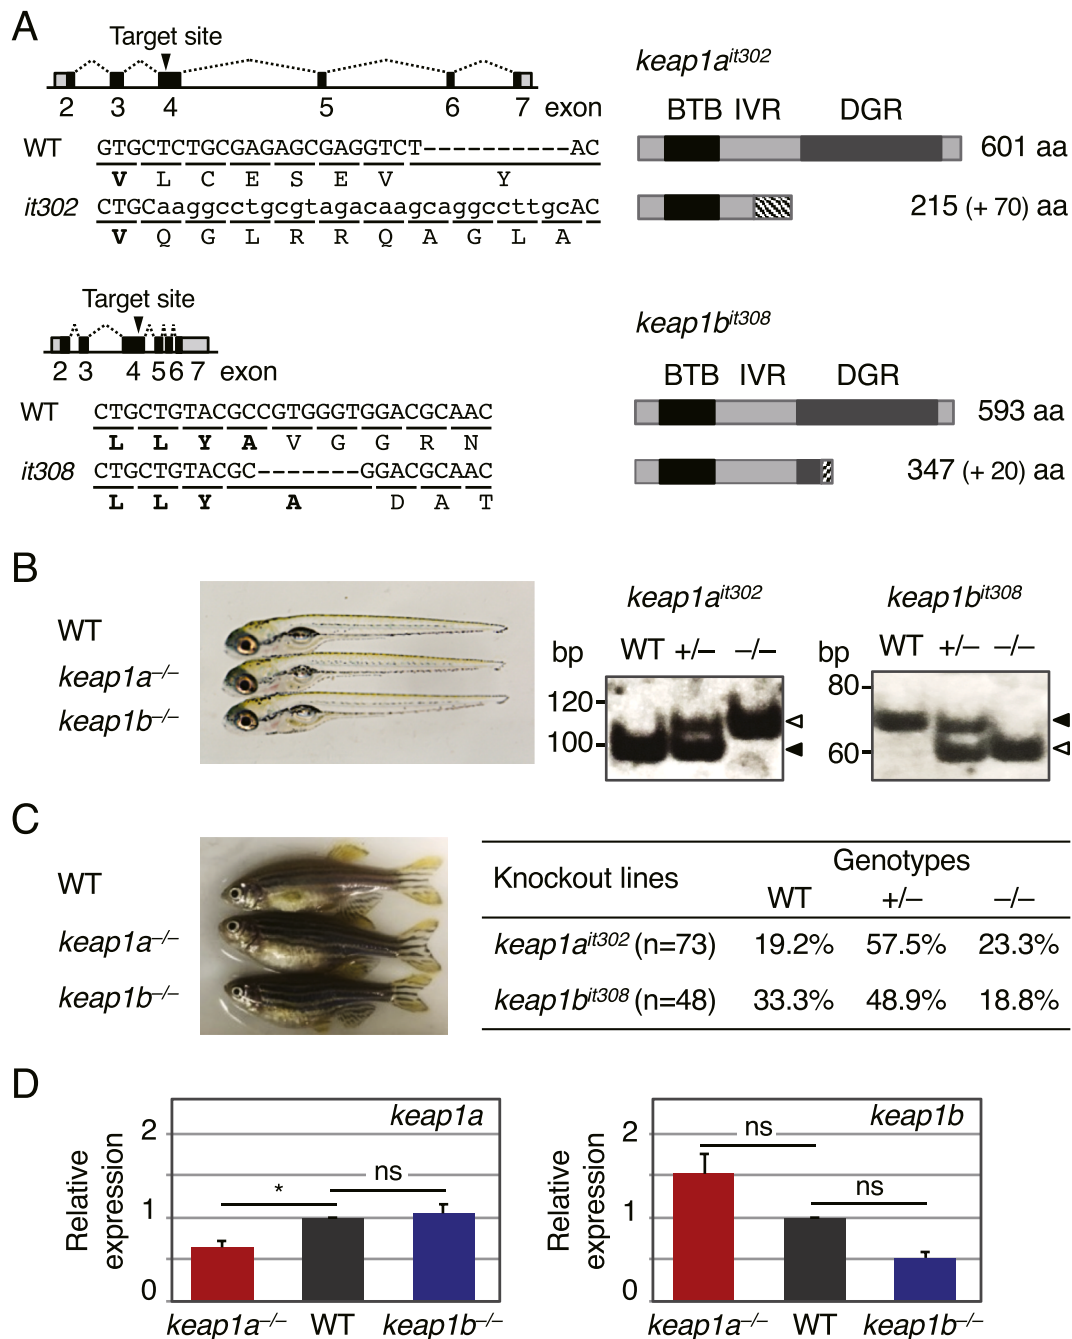 A
Target site
2 3 4 5 6 7 exon
WT GTGCTCTGCGAGAGCGAGGTCT-----------AC
V L C E S E V Y
it302 CTGCaaggcctgcgtagacaagcaggccttgcAC
V Q G L R R Q A G L A
keap1a^it302
BTB IVR DGR
601 aa
215 (+ 70) aa
Target site
2 3 4 5 6 7 exon
WT CTGCTGTACGCCGTGGGTGGACGCAAC
L L Y A V G G R N
it308 CTGCTGTACGC-------GGACGCAAC
L L Y A D A T
keap1b^it308
BTB IVR DGR
593 aa
347 (+ 20) aa
B
WT
keap1a–/–
keap1b–/–
keap1a^it302
bp WT +/– –/–
120
100
keap1b^it308
bp WT +/– –/–
80
60
C
WT
keap1a–/–
keap1b–/–
Knockout lines Genotypes
WT +/– –/–
keap1a^it302 (n=73) 19.2% 57.5% 23.3%
keap1b^it308 (n=48) 33.3% 48.9% 18.8%
D
Relative expression
keap1a
2
1
0
* ns
keap1a–/– WT keap1b–/–
Relative expression
keap1b
2
1
0
ns
ns
keap1a–/– WT keap1b–/–